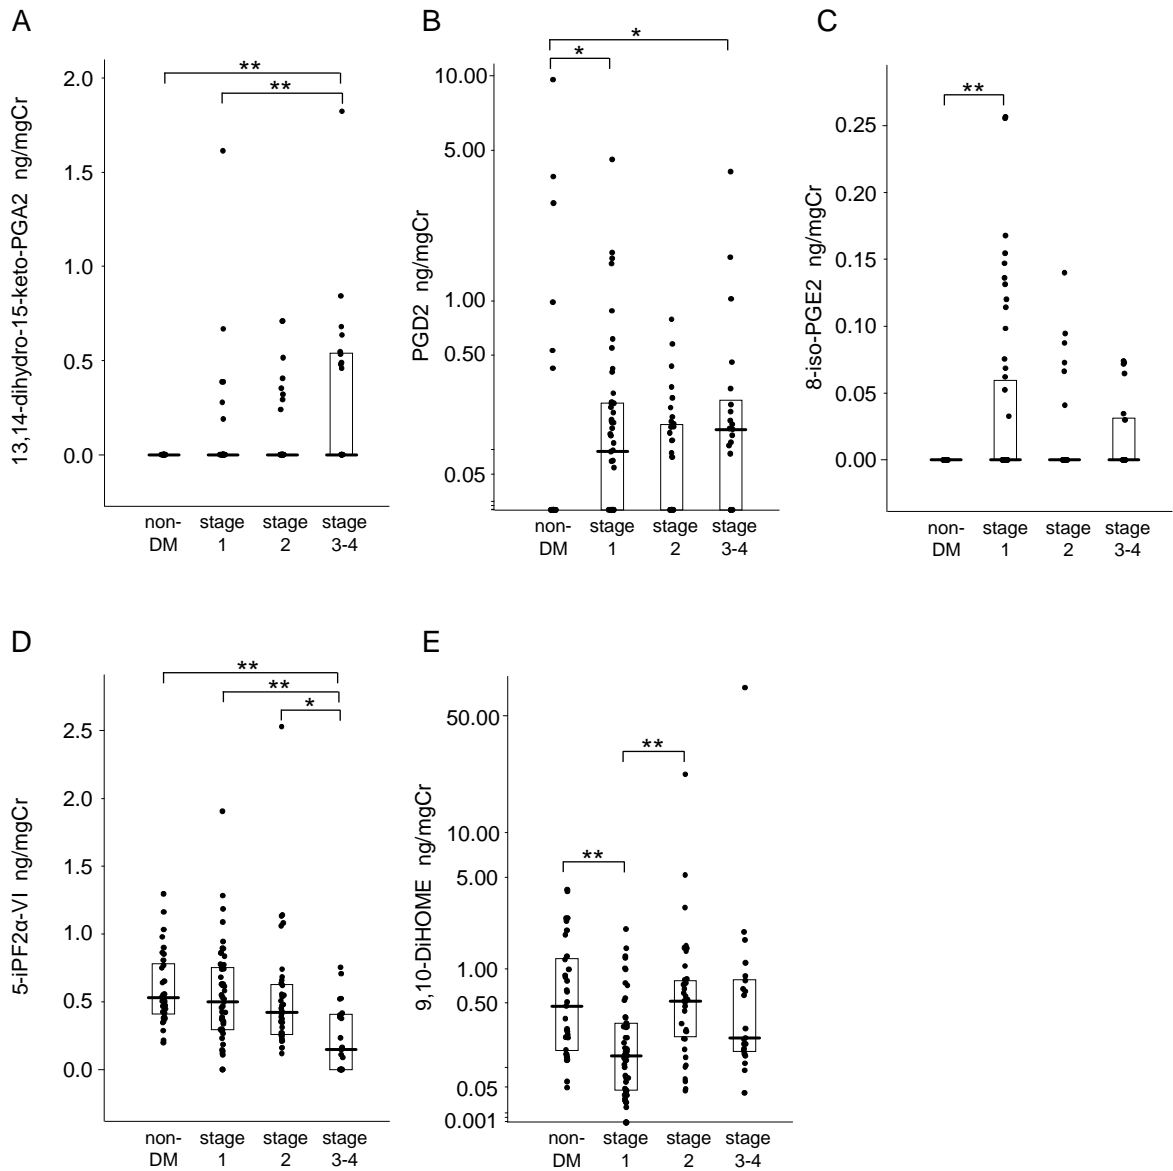 A
13,14-dihydro-15-keto-PGA2 ng/mgCr
**
**
2.0
1.5
1.0
0.5
0.0
non-
DM
stage
1
stage
2
stage
3-4
B
PGD2 ng/mgCr
*
*
10.00
5.00
1.00
0.50
0.05
non-
DM
stage
1
stage
2
stage
3-4
C
8-iso-PGE2 ng/mgCr
**
0.25
0.20
0.15
0.10
0.05
0.00
non-
DM
stage
1
stage
2
stage
3-4
D
5-iPF2α-VI ng/mgCr
**
**
*
2.5
2.0
1.5
1.0
0.5
0.0
non-
DM
stage
1
stage
2
stage
3-4
E
9,10-DiHOME ng/mgCr
**
**
50.00
10.00
5.00
1.00
0.50
0.05
0.001
non-
DM
stage
1
stage
2
stage
3-4